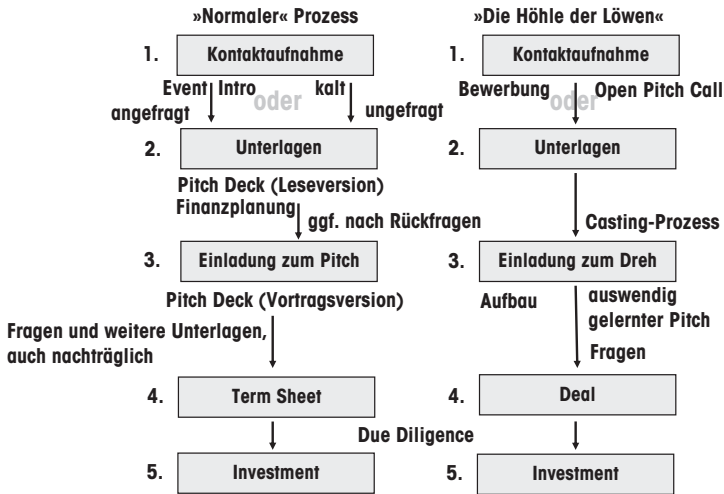 »Normaler« Prozess
1. Kontaktaufnahme
Event Intro oder kalt
angefragt ungefragt
2. Unterlagen
Pitch Deck (Leseversion)
Finanzplanung
ggf. nach Rückfragen
3. Einladung zum Pitch
Pitch Deck (Vortragsversion)
Fragen und weitere Unterlagen,
auch nachträglich
4. Term Sheet
Due Diligence
5. Investment
»Die Höhle der Löwen«
1. Kontaktaufnahme
Bewerbung oder Open Pitch Call
2. Unterlagen
Casting-Prozess
3. Einladung zum Dreh
Aufbau
auswendig
gelernter Pitch
Fragen
4. Deal
5. Investment